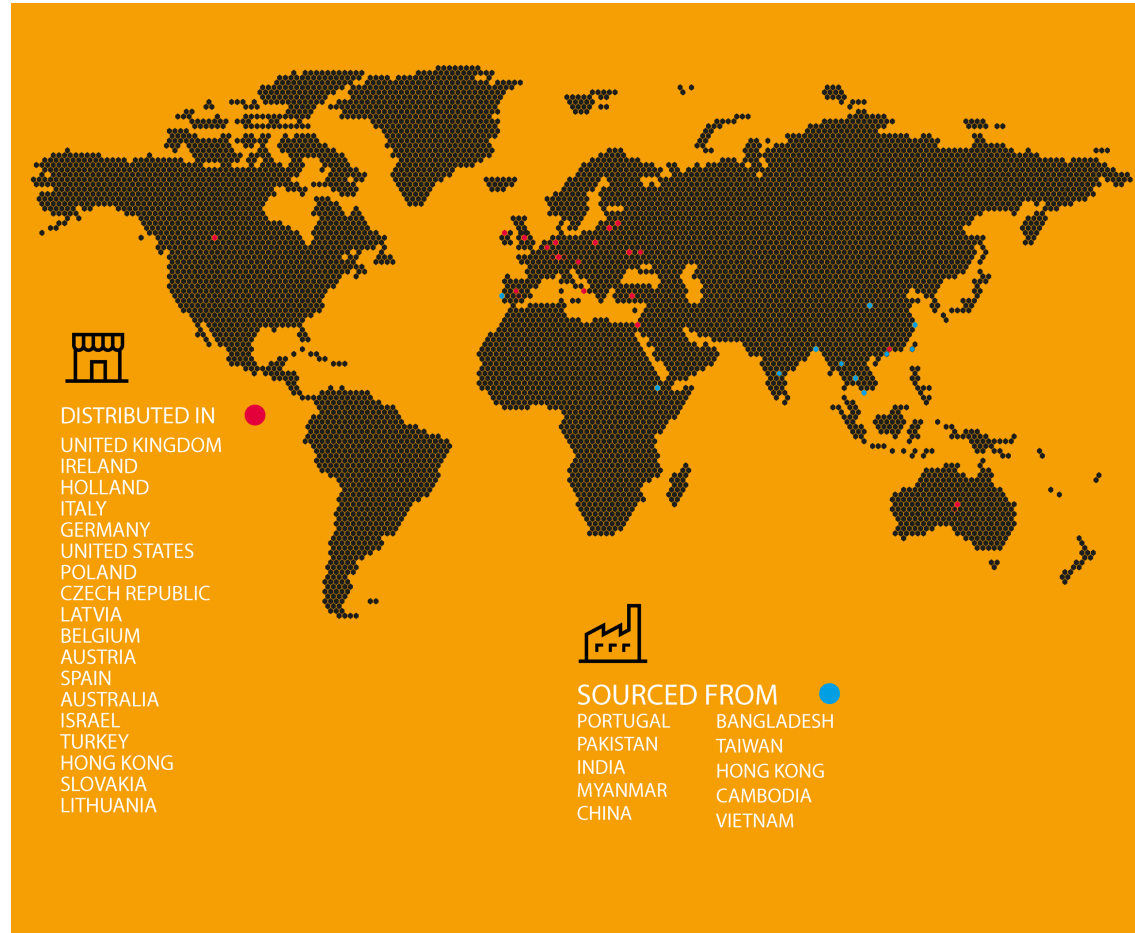 DISTRIBUTED IN
UNITED KINGDOM
IRELAND
HOLLAND
ITALY
GERMANY
UNITED STATES
POLAND
CZECH REPUBLIC
LATVIA
BELGIUM
AUSTRIA
SPAIN
AUSTRALIA
ISRAEL
TURKEY
HONG KONG
SLOVAKIA
LITHUANIA
SOURCED FROM
PORTUGAL
PAKISTAN
INDIA
MYANMAR
CHINA
BANGLADESH
TAIWAN
HONG KONG
CAMBODIA
VIETNAM